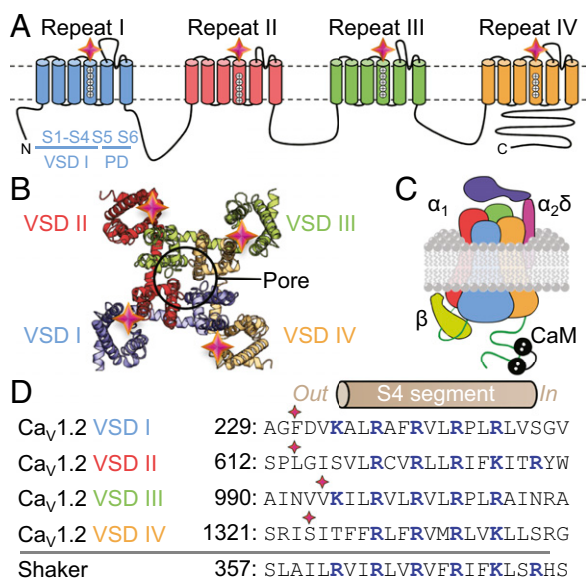 A
Repeat I Repeat II Repeat III Repeat IV
N
S1-S4 S5 S6
VSD I PD
C
B
VSD II VSD III
Pore
VSD I VSD IV
C
α1 α2δ
β
CaM
D
Out S4 segment In
CaV1.2 VSD I 229: AGFDVKALRAFRVLRPLRLVSGV
CaV1.2 VSD II 612: SPLGISVLRCVRLLRIFKITRYW
CaV1.2 VSD III 990: AINVVKILRVLRVLRPLRAINRA
CaV1.2 VSD IV 1321: SRISITFFRLFRVMRLVKLLSRG
Shaker 357: SLAILRVIRLVRVFRIFKLSRHS